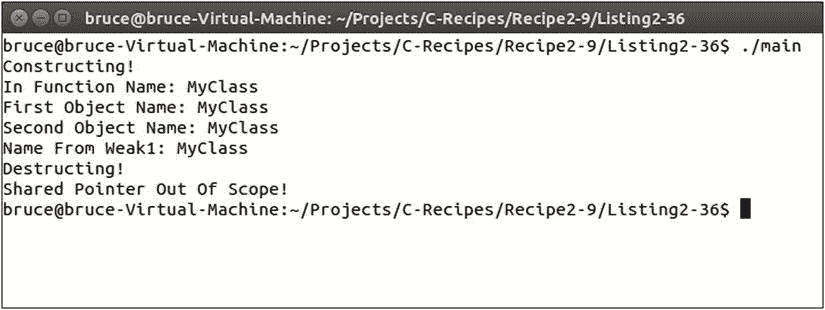 bruce@bruce-Virtual-Machine: ~/Projects/C-Recipes/Recipe2-9/Listing2-36
bruce@bruce-Virtual-Machine:~/Projects/C-Recipes/Recipe2-9/Listing2-36$ ./main
Constructing!
In Function Name: MyClass
First Object Name: MyClass
Second Object Name: MyClass
Name From Weak1: MyClass
Destructing!
Shared Pointer Out Of Scope!
bruce@bruce-Virtual-Machine:~/Projects/C-Recipes/Recipe2-9/Listing2-36$